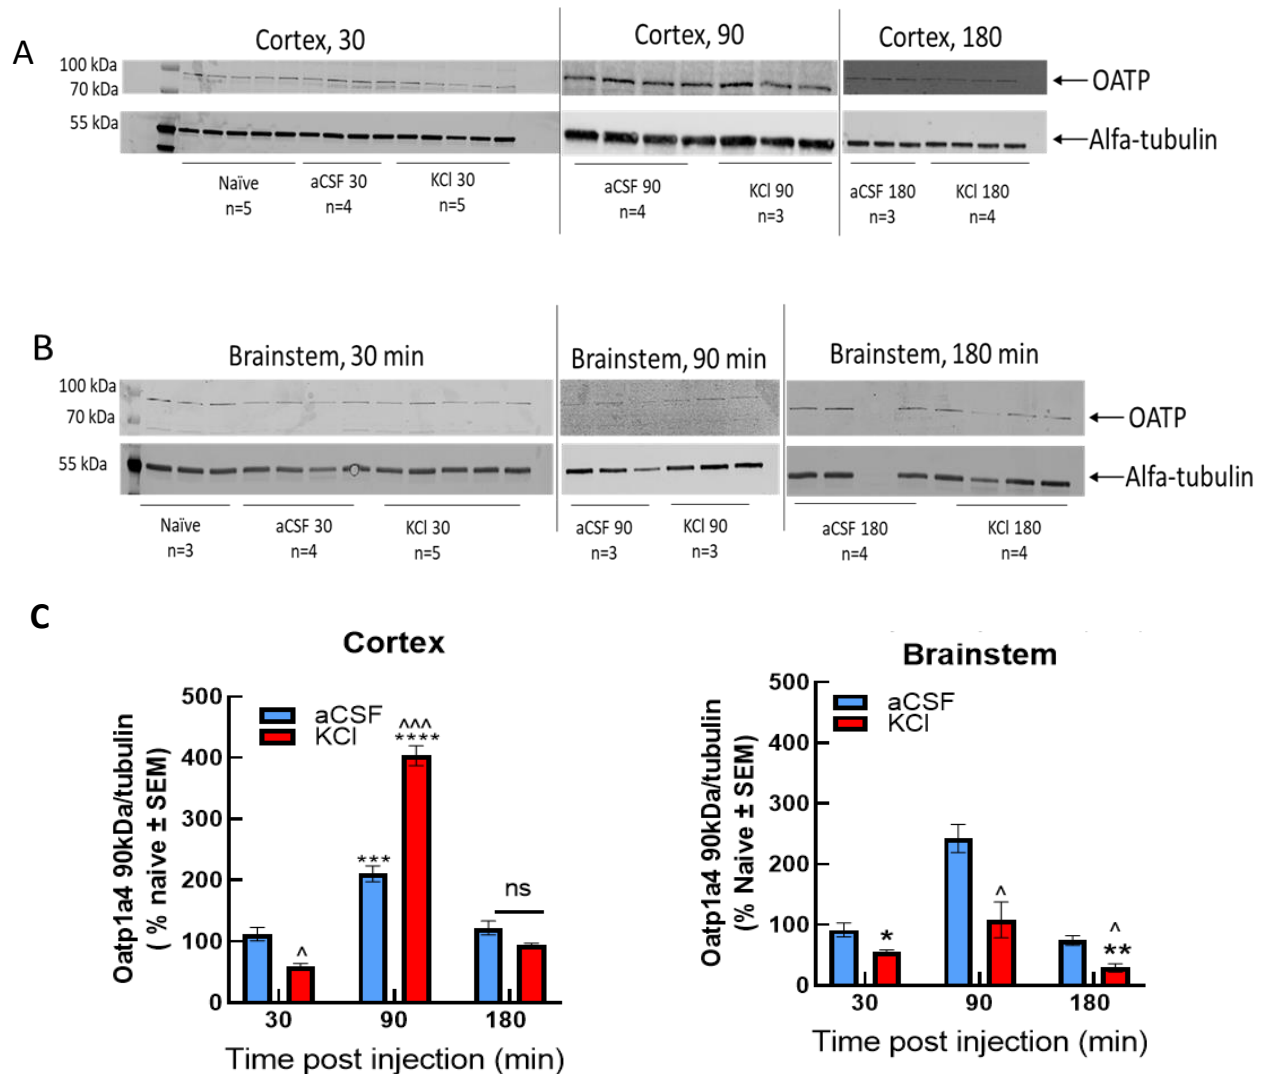 A
Cortex, 30
Cortex, 90
Cortex, 180
100 kDa
70 kDa
OATP
55 kDa
Alfa-tubulin
Naïve
n=5
aCSF 30
n=4
KCl 30
n=5
aCSF 90
n=4
KCl 90
n=3
aCSF 180
n=3
KCl 180
n=4
B
Brainstem, 30 min
Brainstem, 90 min
Brainstem, 180 min
100 kDa
70 kDa
OATP
55 kDa
Alfa-tubulin
Naïve
n=3
aCSF 30
n=4
KCl 30
n=5
aCSF 90
n=3
KCl 90
n=3
aCSF 180
n=4
KCl 180
n=4
C
Cortex
Oatp1a4 90kDa/tubulin
( % naive ± SEM)
500
400
300
200
100
0
aCSF
KCl
^
***
^^^
****
ns
30 90 180
Time post injection (min)
Brainstem
Oatp1a4 90kDa/tubulin
(% Naive ± SEM)
500
400
300
200
100
0
aCSF
KCl
*
^
^
**
30 90 180
Time post injection (min)